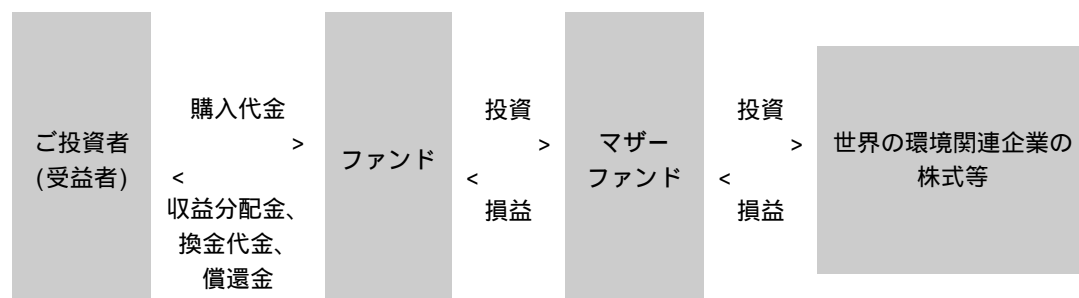 ご投資者
(受益者)
購入代金
>
<
収益分配金、
換金代金、
償還金
ファンド
投資
>
<
損益
マザー
ファンド
投資
>
<
損益
世界の環境関連企業の
株式等